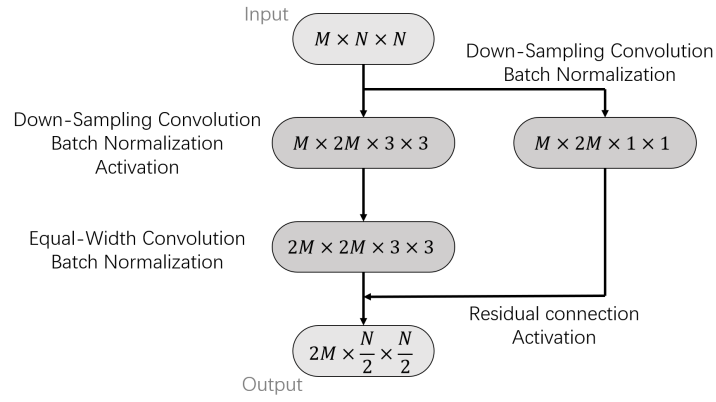 Input
M × N × N
Down-Sampling Convolution
Batch Normalization
Down-Sampling Convolution
Batch Normalization
Activation
M × 2M × 3 × 3
M × 2M × 1 × 1
Equal-Width Convolution
Batch Normalization
2M × 2M × 3 × 3
Residual connection
Activation
2M × N/2 × N/2
Output